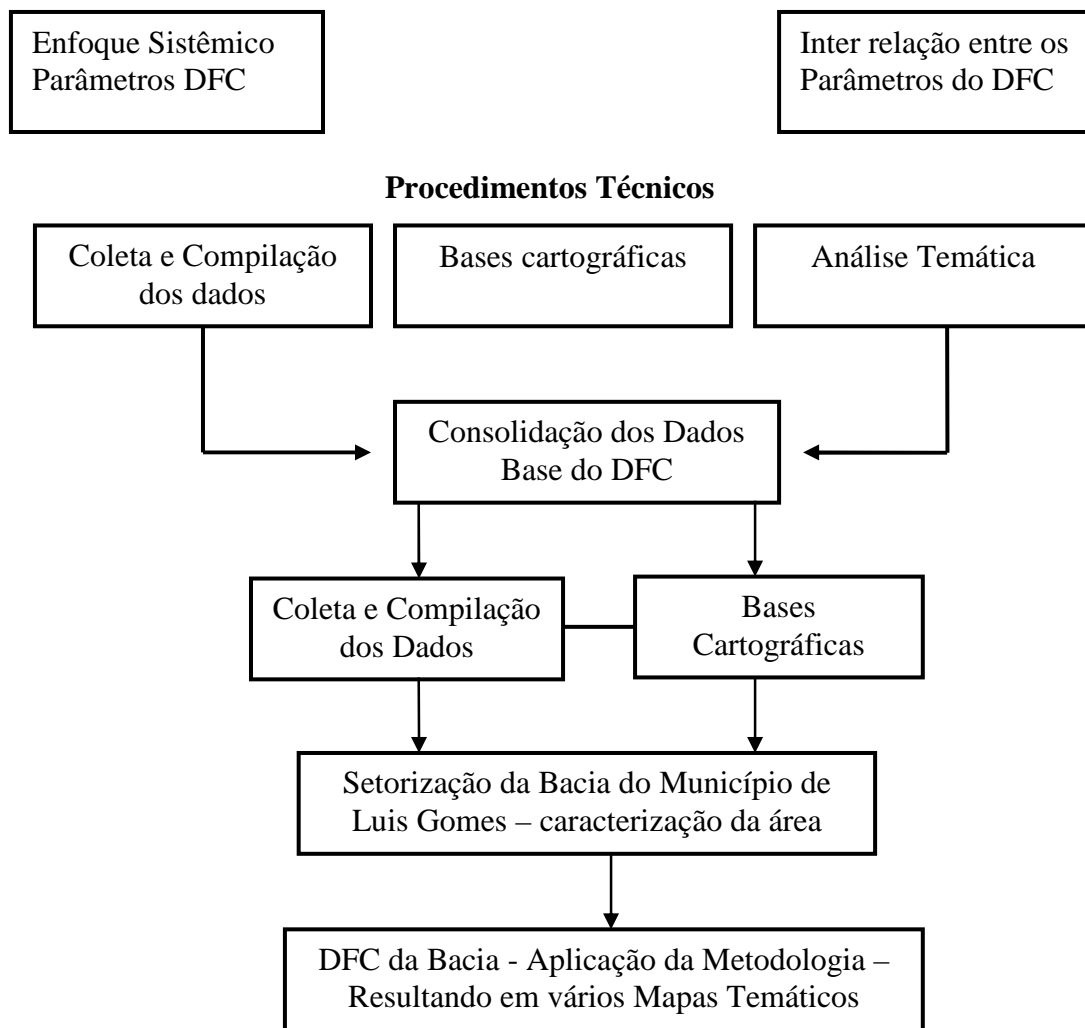 Enfoque Sistêmico
Parâmetros DFC
Inter relação entre os
Parâmetros do DFC
Procedimentos Técnicos
Coleta e Compilação
dos dados
Bases cartográficas
Análise Temática
Consolidação dos Dados
Base do DFC
Coleta e Compilação
dos Dados
Bases
Cartográficas
Setorização da Bacia do Município de
Luis Gomes – caracterização da área
DFC da Bacia - Aplicação da Metodologia –
Resultando em vários Mapas Temáticos